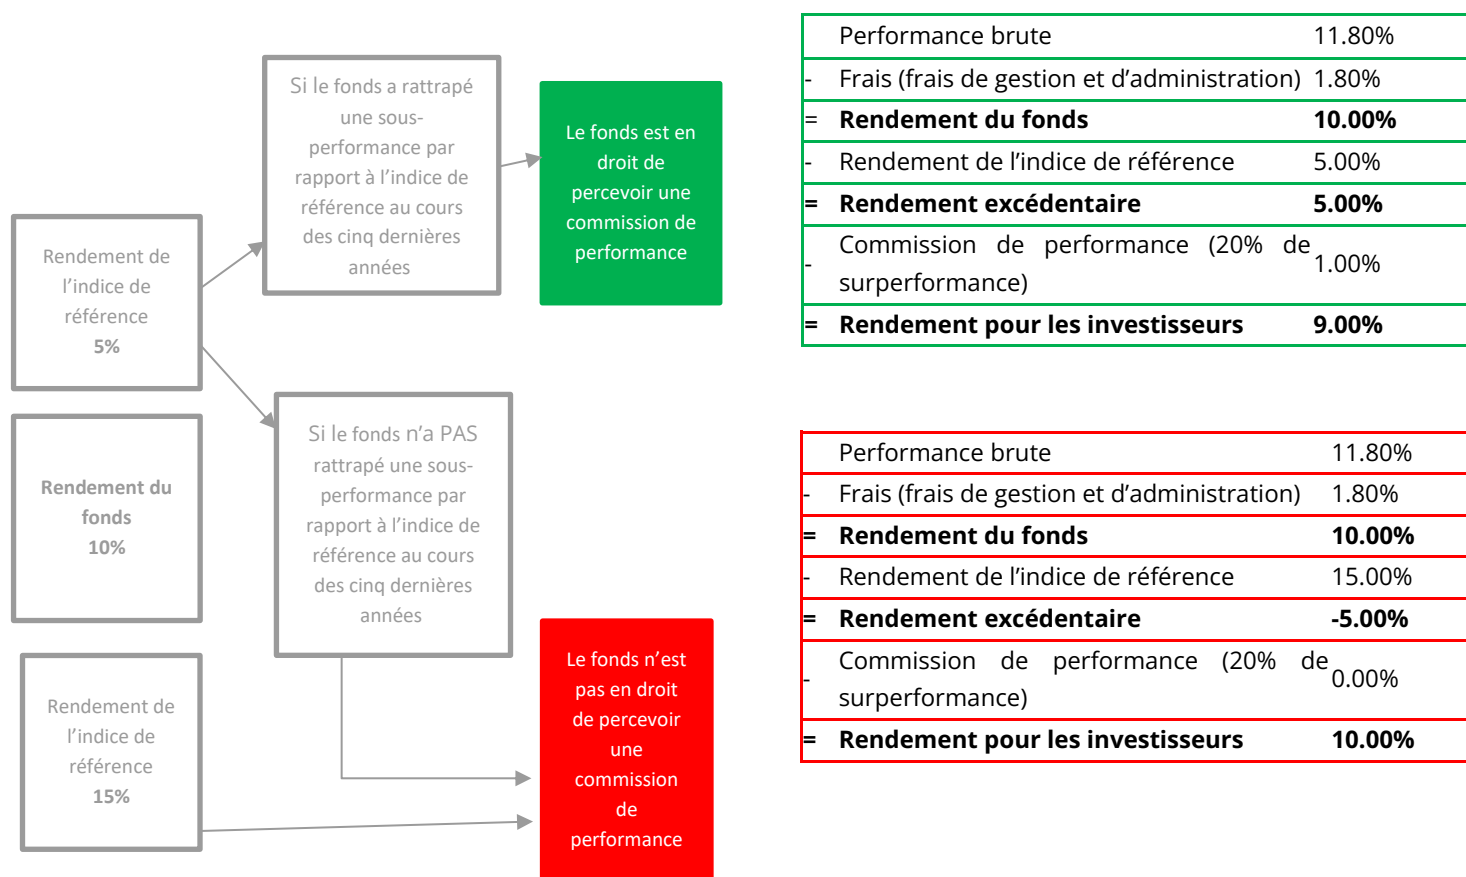 Rendement de
l'indice de
référence
5%
Rendement du
fonds
10%
Rendement de
l'indice de
référence
15%
Si le fonds a rattrapé
une sous-
performance par
rapport à l'indice de
référence au cours
des cinq dernières
années
Si le fonds n'a PAS
rattrapé une sous-
performance par
rapport à l'indice de
référence au cours
des cinq dernières
années
Le fonds est en
droit de
percevoir une
commission de
performance
Le fonds n'est
pas en droit
de percevoir
une
commission
de
performance
Performance brute 11.80%
- Frais (frais de gestion et d'administration) 1.80%
= Rendement du fonds 10.00%
- Rendement de l'indice de référence 5.00%
= Rendement excédentaire 5.00%
- Commission de performance (20% de
surperformance) 1.00%
= Rendement pour les investisseurs 9.00%
Performance brute 11.80%
- Frais (frais de gestion et d'administration) 1.80%
= Rendement du fonds 10.00%
- Rendement de l'indice de référence 15.00%
= Rendement excédentaire -5.00%
- Commission de performance (20% de
surperformance) 0.00%
= Rendement pour les investisseurs 10.00%